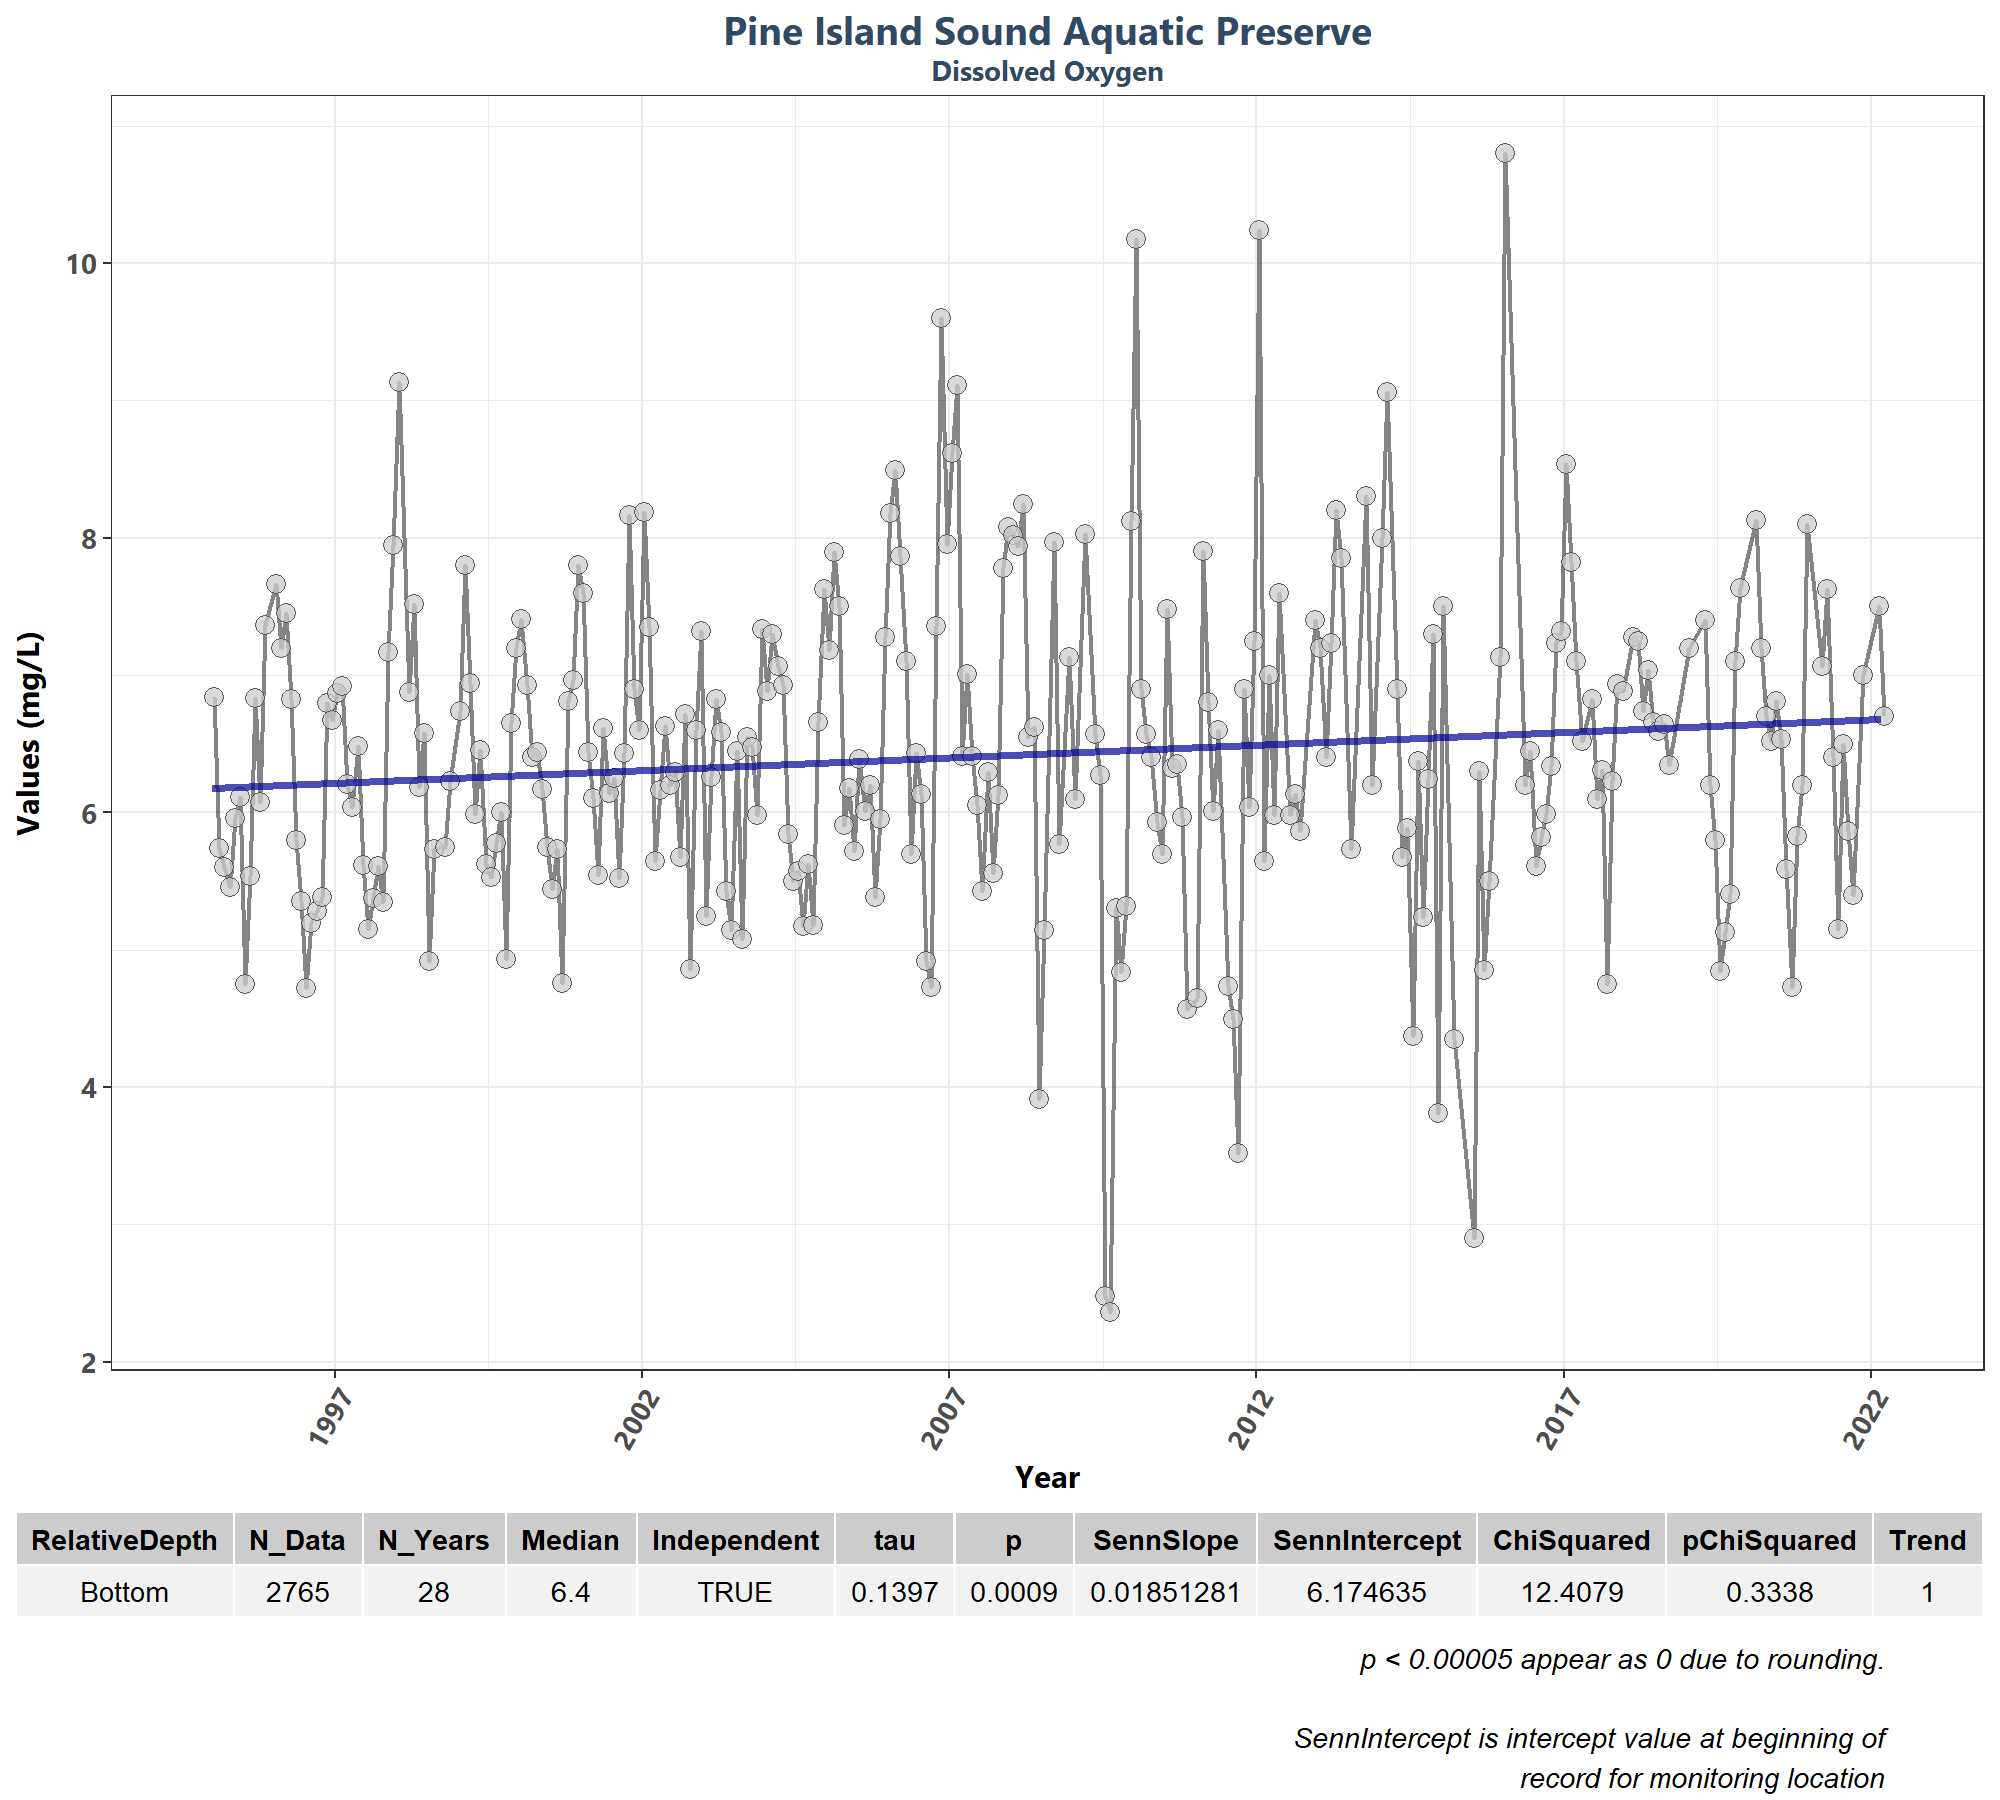 Pine Island Sound Aquatic Preserve
Dissolved Oxygen
Values (mg/L)
10
8
6
4
2
1997 2002 2007 2012 2017 2022
Year
RelativeDepth N_Data N_Years Median Independent tau p SennSlope SennIntercept ChiSquared pChiSquared Trend
Bottom 2765 28 6.4 TRUE 0.1397 0.0009 0.01851281 6.174635 12.4079 0.3338 1
p < 0.00005 appear as 0 due to rounding.
SennIntercept is intercept value at beginning of
record for monitoring location